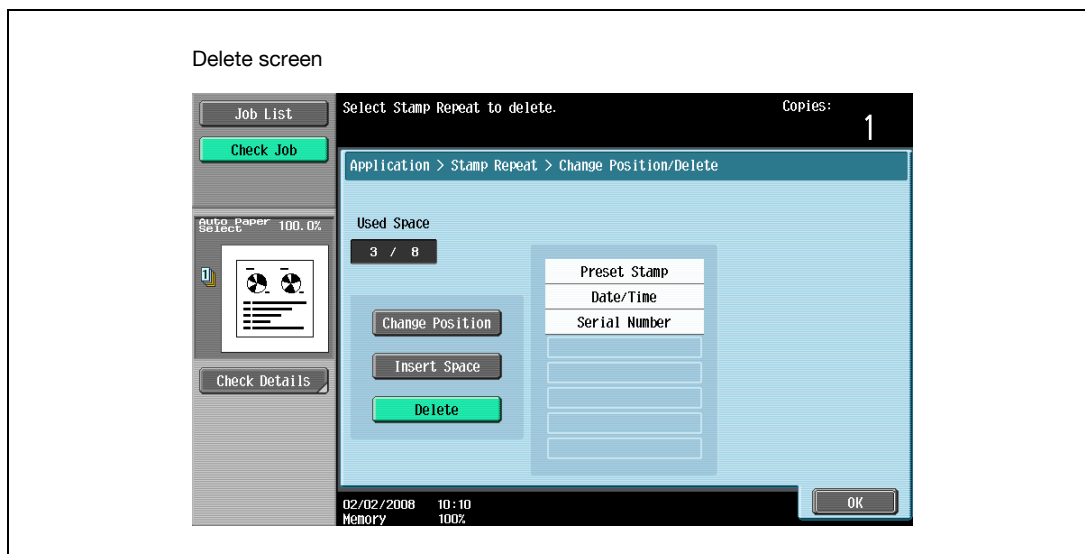 Delete screen
Job List
Check Job
Select Stamp Repeat to delete.
Copies:
1
Application > Stamp Repeat > Change Position/Delete
Auto Paper
Select
100.0%
Used Space
3 / 8
1
Preset Stamp
Date/Time
Serial Number
Change Position
Insert Space
Delete
Check Details
02/02/2008 10:10
Memory 100%
OK